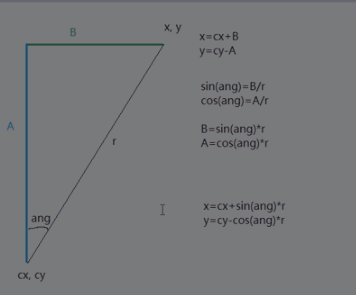 B
x, y
x=cx+B
y=cy-A
sin(ang)=B/r
cos(ang)=A/r
A
B=sin(ang)*r
A=cos(ang)*r
r
x=cx+sin(ang)*r
y=cy-cos(ang)*r
ang
cx, cy